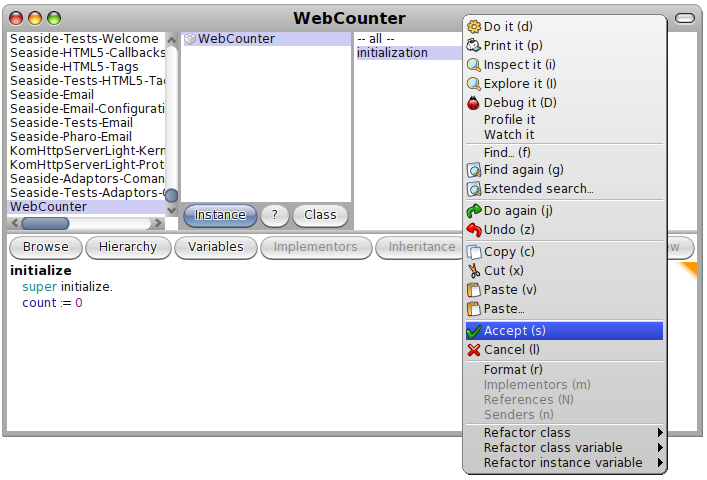 WebCounter
Seaside-Tests-Welcome
Seaside-HTML5-Callbacks
Seaside-HTML5-Tags
Seaside-Tests-HTML5-Tag
Seaside-Email
Seaside-Email-Configurati
Seaside-Tests-Email
Seaside-Pharo-Email
KomHttpServerLight-Kern
KomHttpServerLight-Prot
Seaside-Adaptors-Coman
Seaside-Tests-Adaptors-C
WebCounter
WebCounter
Instance ? Class
-- all --
initialization
Browse Hierarchy Variables Implementors Inheritance ew
initialize
super initialize.
count := 0
Do it (d)
Print it (p)
Inspect it (i)
Explore it (I)
Debug it (D)
Profile it
Watch it
Find... (f)
Find again (g)
Extended search...
Do again (j)
Undo (z)
Copy (c)
Cut (x)
Paste (v)
Paste...
Accept (s)
Cancel (l)
Format (r)
Implementors (m)
References (N)
Senders (n)
Refactor class
Refactor class variable
Refactor instance variable